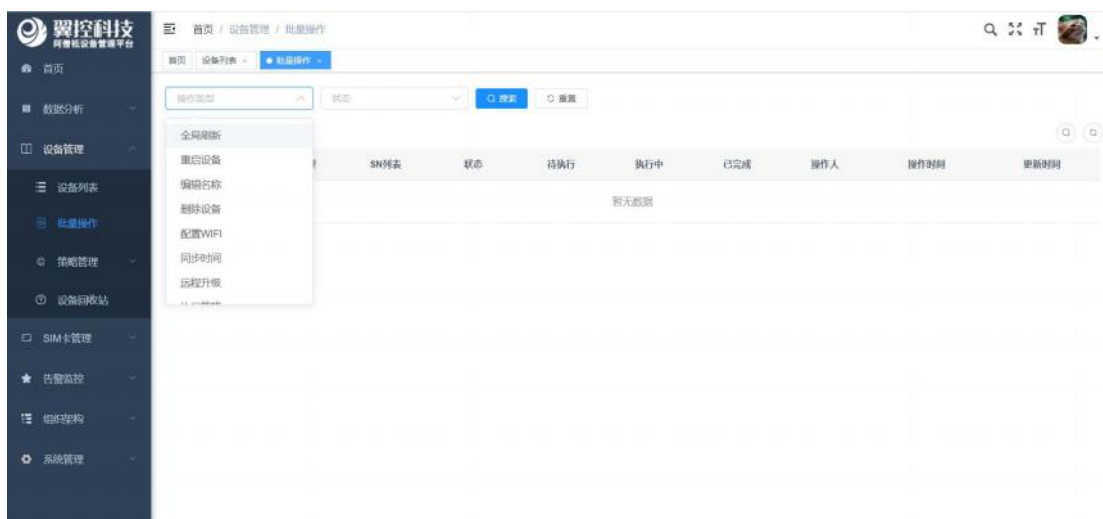 翼控科技
阿僧祇设备管理平台
首页 / 设备管理 / 批量操作
首页 设备列表 × 批量操作 ×
首页
数据分析
设备管理
设备列表
批量操作
策略管理
设备回收站
SIM卡管理
告警监控
组织架构
系统管理
操作类型 状态 搜索 重置
全局刷新
重启设备
编辑名称
删除设备
配置WIFI
同步时间
远程升级
SN列表 状态 待执行 执行中 已完成 操作人 操作时间 更新时间
暂无数据